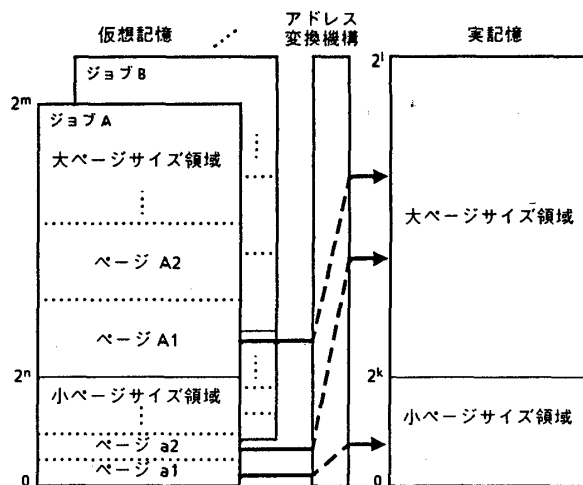 仮想記憶
アドレス
変換機構
実記憶
ジョブB
2^m
ジョブA
大ページサイズ領域
ページ A2
ページ A1
2^n
小ページサイズ領域
ページ a2
ページ a1
0
2^l
大ページサイズ領域
2^k
小ページサイズ領域
0